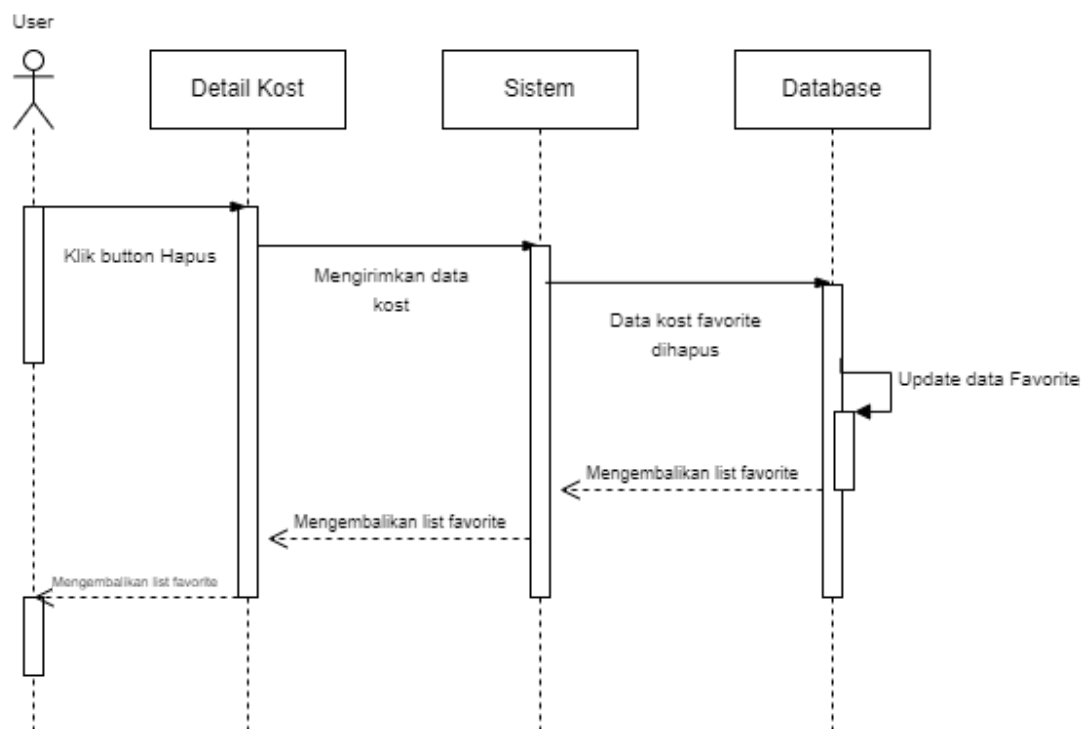 User
Detail Kost
Sistem
Database
Klik button Hapus
Mengirimkan data
kost
Data kost favorite
dihapus
Update data Favorite
Mengembalikan list favorite
Mengembalikan list favorite
Mengembalikan list favorite